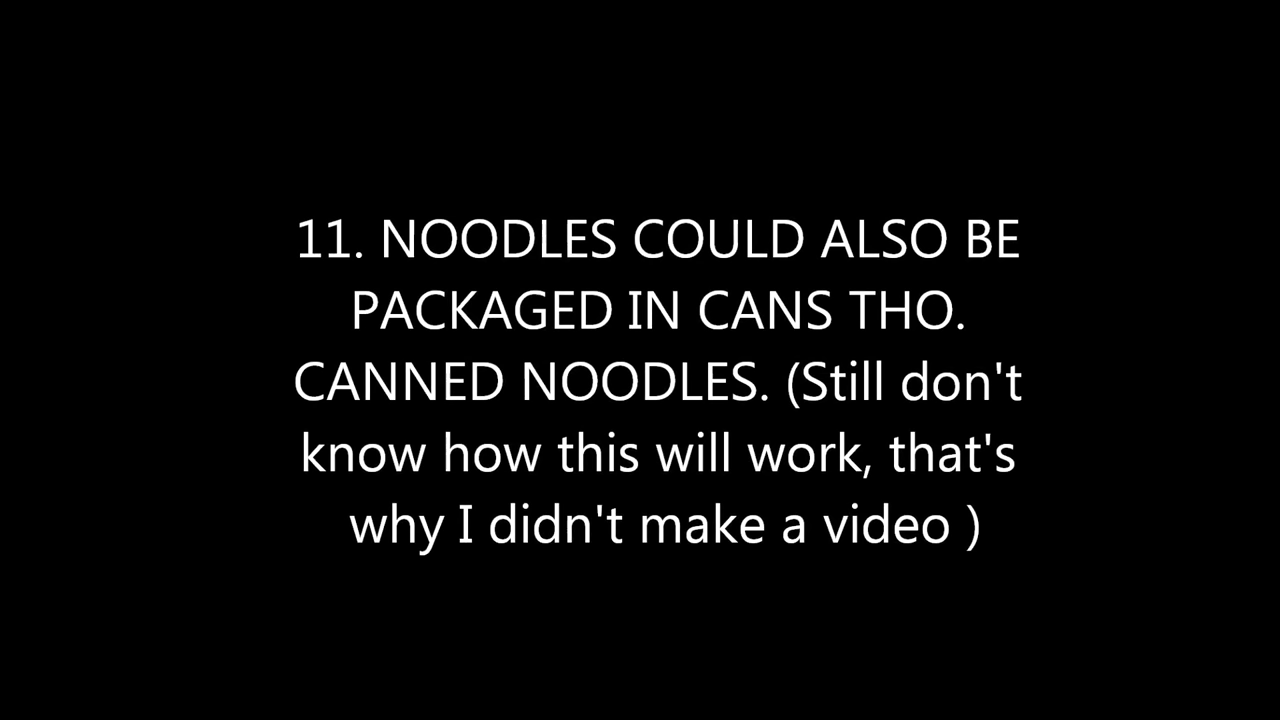 11. NOODLES COULD ALSO BE
PACKAGED IN CANS THO.
CANNED NOODLES. (Still don't
know how this will work, that's
why I didn't make a video )